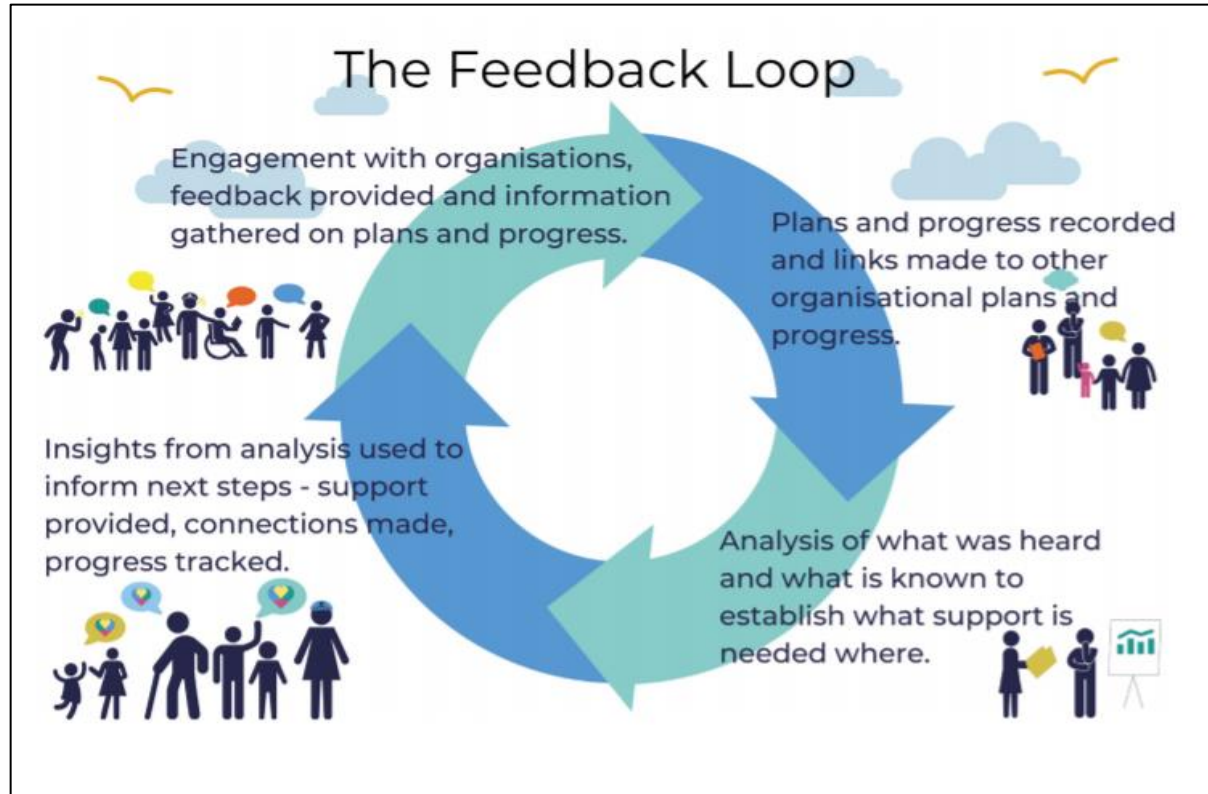 The Feedback Loop
Engagement with organisations,
feedback provided and information
gathered on plans and progress.
Plans and progress recorded
and links made to other
organisational plans and
progress.
Analysis of what was heard
and what is known to
establish what support is
needed where.
Insights from analysis used to
inform next steps - support
provided, connections made,
progress tracked.